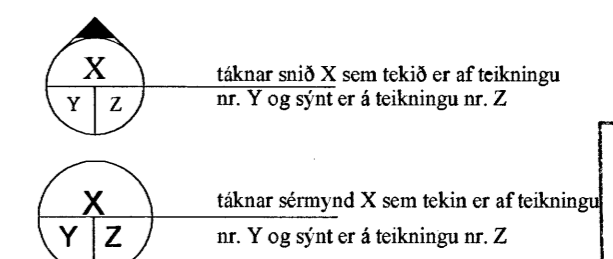 X
Y Z
táknar snið X sem tekið er af teikningu
nr. Y og sýnt er á teikningu nr. Z
X
Y Z
táknar sérmynd X sem tekin er af teikningu
nr. Y og sýnt er á teikningu nr. Z